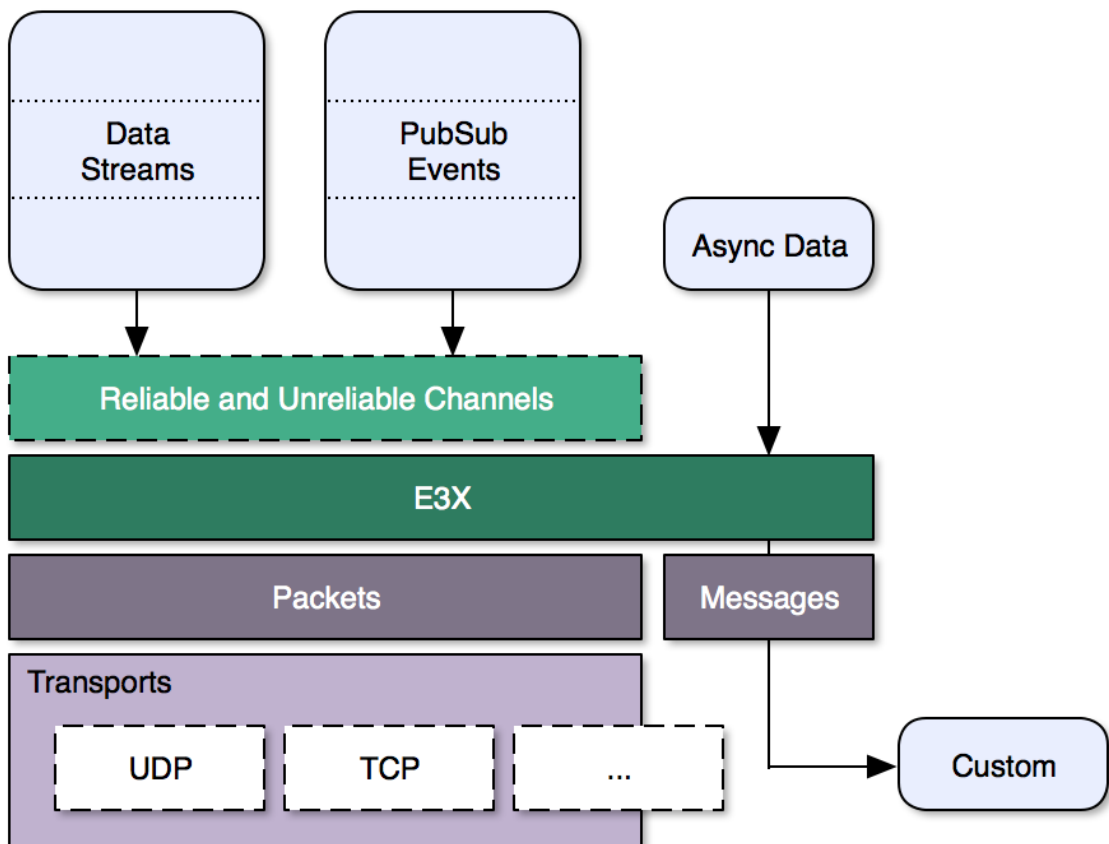 Data
Streams
PubSub
Events
Async Data
Reliable and Unreliable Channels
E3X
Packets
Messages
Transports
UDP
TCP
...
Custom